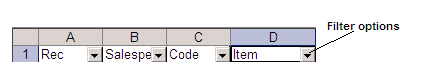 Filter options
A B C D
1 Rec Salespe Code Item